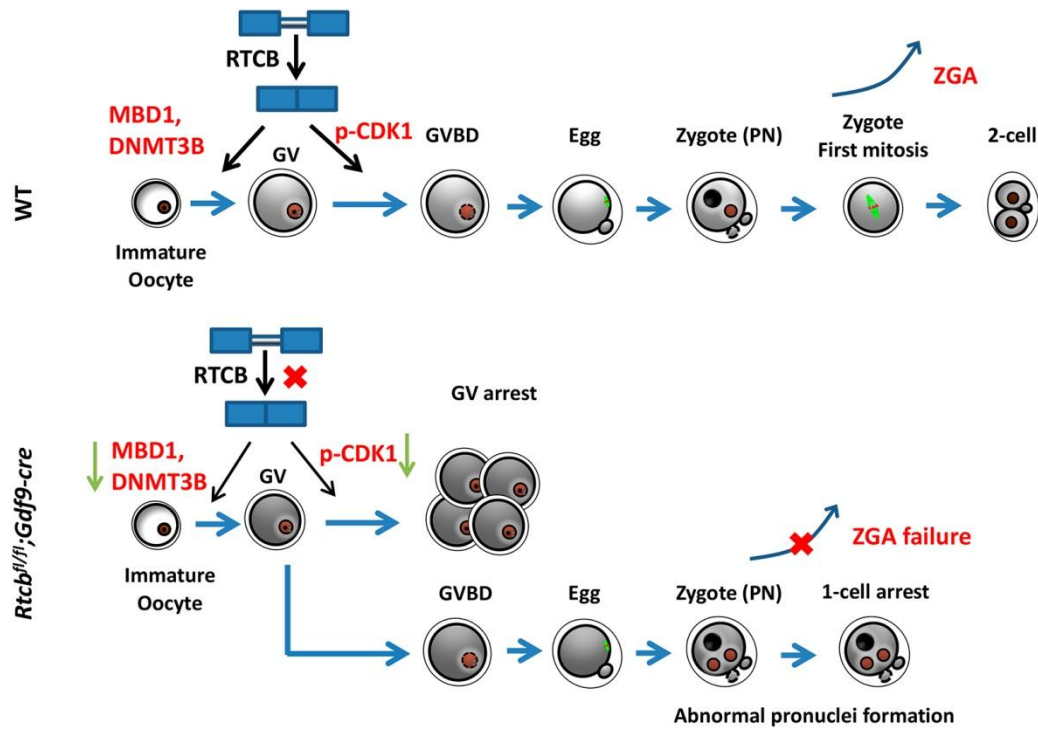 RTCB
MBD1,
DNMT3B
p-CDK1
ZGA
WT
GV
GVBD
Egg
Zygote (PN)
Zygote
First mitosis
2-cell
Immature
Oocyte
Rtcb^fl/fl;Gdf9-cre
RTCB
MBD1,
DNMT3B
p-CDK1
GV arrest
GV
Immature
Oocyte
ZGA failure
GVBD
Egg
Zygote (PN)
1-cell arrest
Abnormal pronuclei formation